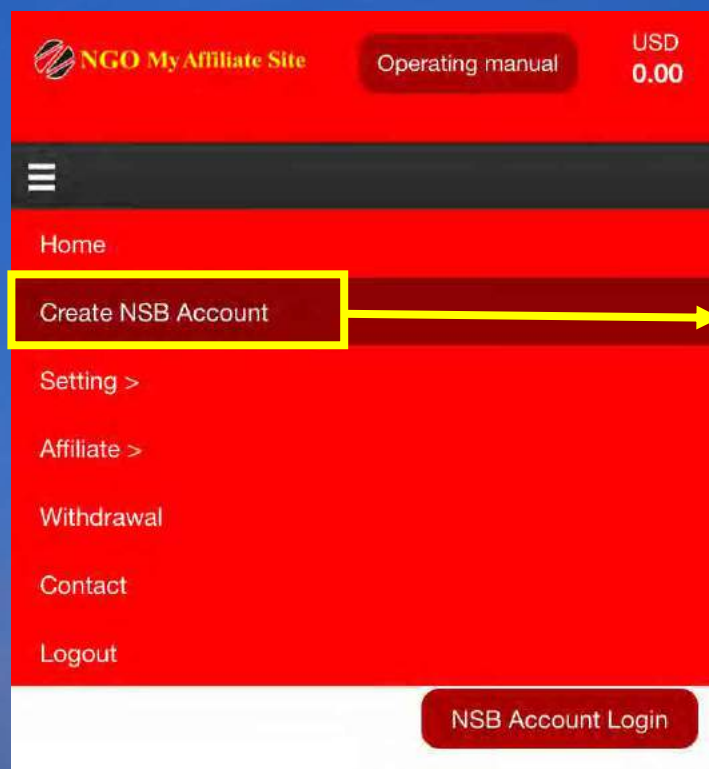 NGO My Affiliate Site
Operating manual
USD
0.00
Home
Create NSB Account
Setting >
Affiliate >
Withdrawal
Contact
Logout
NSB Account Login